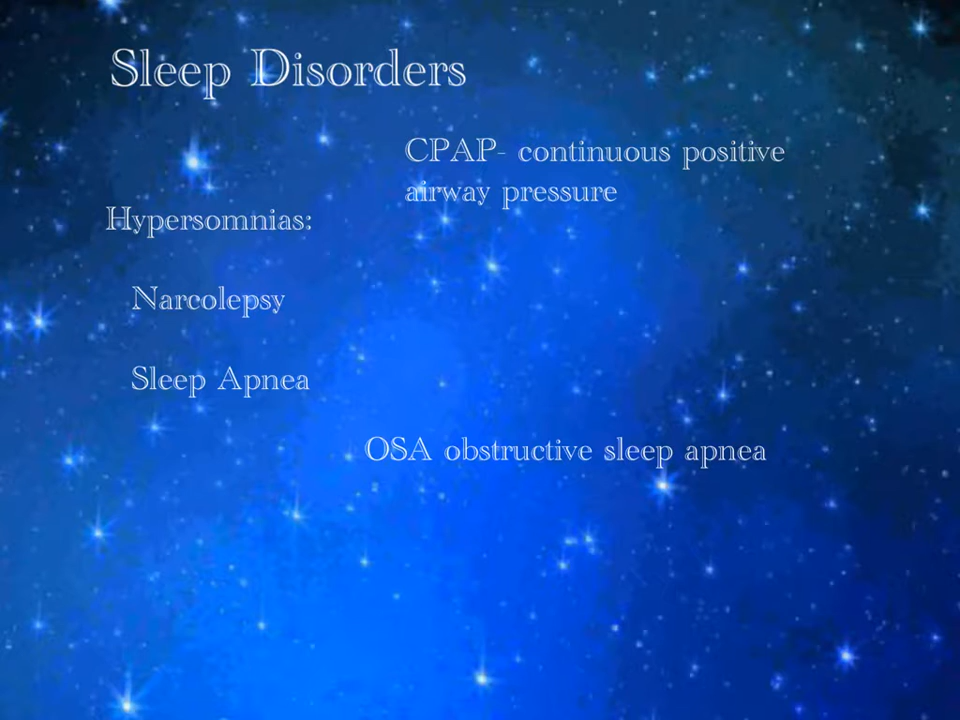 Sleep Disorders
CPAP- continuous positive
airway pressure
Hypersomnias:
Narcolepsy
Sleep Apnea
OSA obstructive sleep apnea